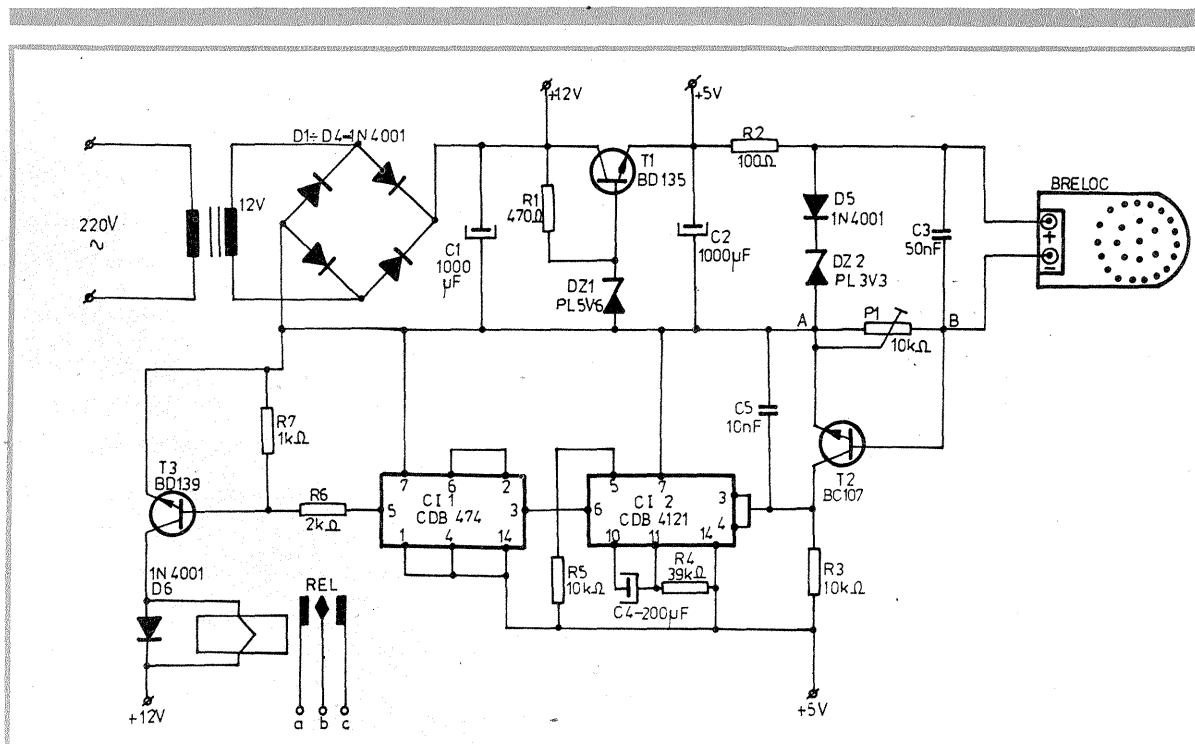 +12V
+5V
D1÷D4-1N4001
R2
100Ω
T1
BD135
BRELOC
+
-
D5
1N4001
220V
~
12V
R1
470Ω
C1
1000
µF
C2
1000µF
C3
50nF
DZ1
PL5V6
DZ2
PL3V3
A
P1
10kΩ
B
R7
1kΩ
C5
10nF
T3
BD139
R6
2kΩ
7
6
2
5
CI 1
CDB 474
3
1
4
14
5
7
6
CI 2
CDB 4121
3
4
10
11
14
T2
BC107
R5
10kΩ
R4
39kΩ
C4-200µF
R3
10kΩ
1N4001
D6
REL
+12V
a
b
c
+5V